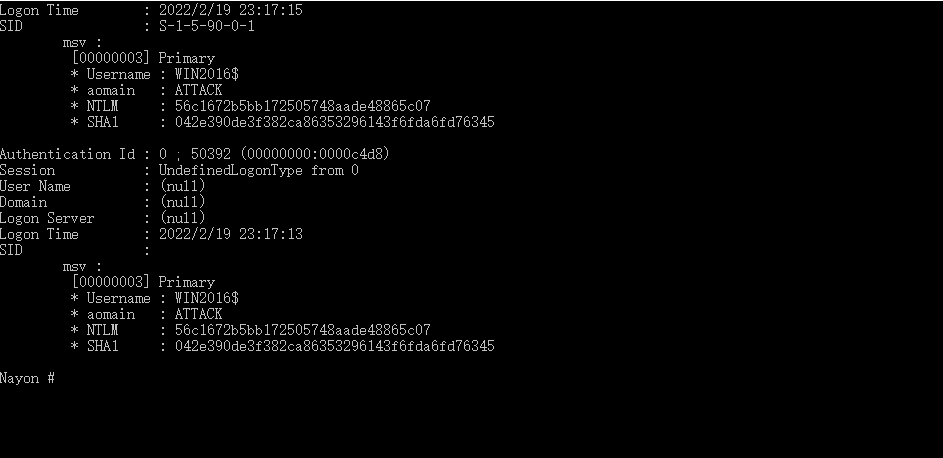 Logon Time : 2022/2/19 23:17:15
SID : S-1-5-90-0-1
msv :
[00000003] Primary
* Username : WIN2016$
* aomain : ATTACK
* NTLM : 56c1672b5bb172505748aade48865c07
* SHA1 : 042e390de3f382ca86353296143f6fda6fd76345
Authentication Id : 0 ; 50392 (00000000:0000c4d8)
Session : UndefinedLogonType from 0
User Name : (null)
Domain : (null)
Logon Server : (null)
Logon Time : 2022/2/19 23:17:13
SID :
msv :
[00000003] Primary
* Username : WIN2016$
* aomain : ATTACK
* NTLM : 56c1672b5bb172505748aade48865c07
* SHA1 : 042e390de3f382ca86353296143f6fda6fd76345
Nayon #